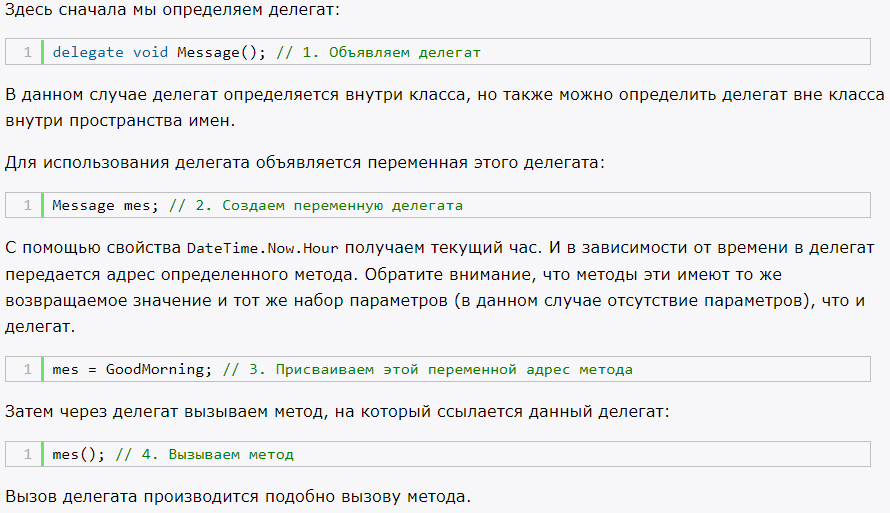 Здесь сначала мы определяем делегат:
1 delegate void Message(); // 1. Объявляем делегат
В данном случае делегат определяется внутри класса, но также можно определить делегат вне класса
внутри пространства имен.
Для использования делегата объявляется переменная этого делегата:
1 Message mes; // 2. Создаем переменную делегата
С помощью свойства DateTime.Now.Hour получаем текущий час. И в зависимости от времени в делегат
передается адрес определенного метода. Обратите внимание, что методы эти имеют то же
возвращаемое значение и тот же набор параметров (в данном случае отсутствие параметров), что и
делегат.
1 mes = GoodMorning; // 3. Присваиваем этой переменной адрес метода
Затем через делегат вызываем метод, на который ссылается данный делегат:
1 mes(); // 4. Вызываем метод
Вызов делегата производится подобно вызову метода.